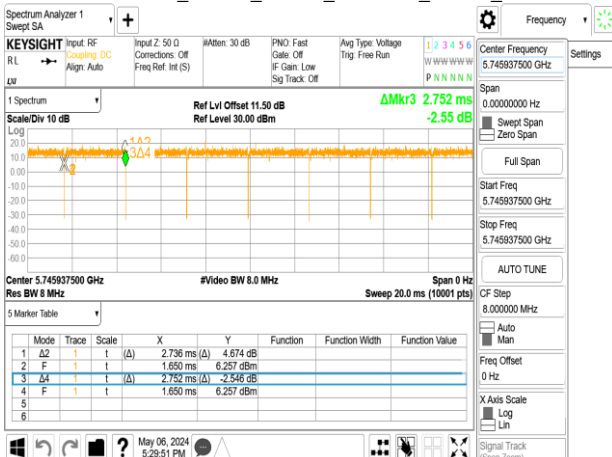 Spectrum Analyzer 1
Swept SA
+
Frequency
KEYSIGHT
RL
LXI
Input: RF
Coupling: DC
Align: Auto
Input Z: 50 Ω
Corrections: Off
Freq Ref: Int (S)
#Atten: 30 dB
PNO: Fast
Gate: Off
IF Gain: Low
Sig Track: Off
Avg Type: Voltage
Trig: Free Run
1 2 3 4 5 6
W W W W W W
P N N N N N
1 Spectrum
Scale/Div 10 dB
Ref Lvl Offset 11.50 dB
Ref Level 30.00 dBm
ΔMkr3 2.752 ms
-2.55 dB
Log
20.0
10.0
0.00
-10.0
-20.0
-30.0
-40.0
-50.0
-60.0
1Δ2
3Δ4
Center 5.745937500 GHz
Res BW 8 MHz
#Video BW 8.0 MHz
Span 0 Hz
Sweep 20.0 ms (10001 pts)
5 Marker Table
Mode Trace Scale X Y Function Function Width Function Value
1 Δ2 1 t (Δ) 2.736 ms (Δ) 4.674 dB
2 F 1 t 1.650 ms 6.257 dBm
3 Δ4 1 t (Δ) 2.752 ms (Δ) -2.546 dB
4 F 1 t 1.650 ms 6.257 dBm
5
6
?
May 06, 2024
5:29:51 PM
Center Frequency
5.745937500 GHz
Settings
Span
0.00000000 Hz
Swept Span
Zero Span
Full Span
Start Freq
5.745937500 GHz
Stop Freq
5.745937500 GHz
AUTO TUNE
CF Step
8.000000 MHz
Auto
Man
Freq Offset
0 Hz
X Axis Scale
Log
Lin
Signal Track
(Span Zoom)